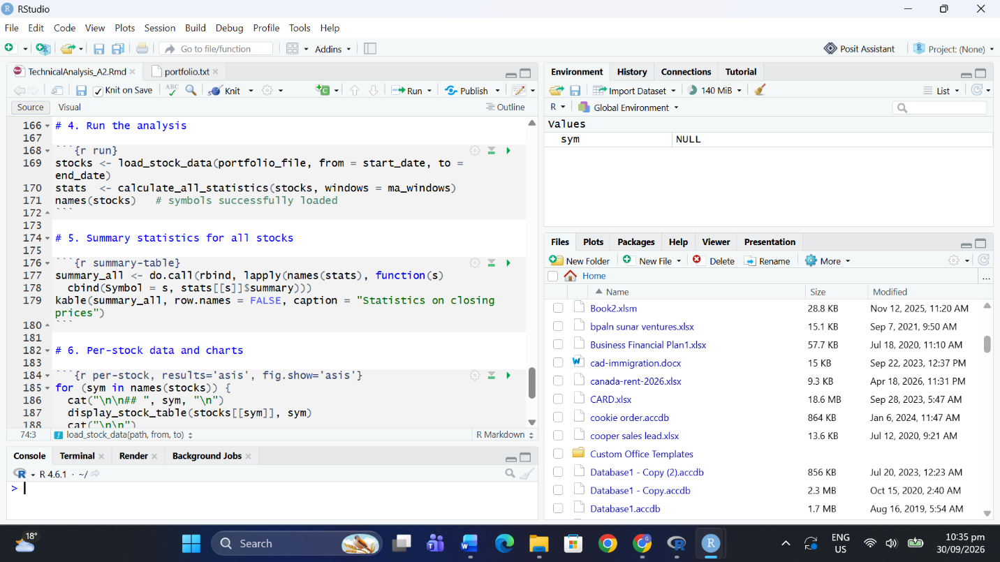 RStudio
File Edit Code View Plots Session Build Debug Profile Tools Help
Go to file/function Addins Posit Assistant Project: (None)
TechnicalAnalysis_A2.Rmd portfolio.txt
Knit on Save ABC Knit Run Publish
Source Visual Outline
166 # 4. Run the analysis
167
168 ```{r run}
169 stocks <- load_stock_data(portfolio_file, from = start_date, to =
end_date)
170 stats  <- calculate_all_statistics(stocks, windows = ma_windows)
171 names(stocks)   # symbols successfully loaded
172 ```
173
174 # 5. Summary statistics for all stocks
175
176 ```{r summary-table}
177 summary_all <- do.call(rbind, lapply(names(stats), function(s)
178   cbind(Symbol = s, stats[[s]]$summary)))
179 kable(summary_all, row.names = FALSE, caption = "Statistics on closing
prices")
180 ```
181
182 # 6. Per-stock data and charts
183
184 ```{r per-stock, results='asis', fig.show='asis'}
185 for (sym in names(stocks)) {
186   cat("\n\n## ", sym, "\n")
187   display_stock_table(stocks[[sym]], sym)
188   cat("\n\n")
74:3 load_stock_data(path, from, to) R Markdown
Console Terminal Render Background Jobs
R 4.6.1 · ~/
>
Environment History Connections Tutorial
Import Dataset 140 MiB List
R Global Environment
Values
sym NULL
Files Plots Packages Help Viewer Presentation
New Folder New File Delete Rename More
Home ...
Name Size Modified
Book2.xlsm 28.8 KB Nov 12, 2025, 11:20 AM
bpaln sunar ventures.xlsx 15.1 KB Sep 7, 2021, 9:50 AM
Business Financial Plan1.xlsx 57.7 KB Jul 18, 2020, 11:10 AM
cad-immigration.docx 15 KB Sep 22, 2023, 12:37 PM
canada-rent-2026.xlsx 9.3 KB Apr 18, 2026, 11:31 PM
CARD.xlsx 18.6 MB Sep 28, 2023, 5:47 AM
cookie order.accdb 864 KB Jan 6, 2024, 11:47 AM
cooper sales lead.xlsx 13.6 KB Jul 12, 2020, 9:21 AM
Custom Office Templates
Database1 - Copy (2).accdb 856 KB Jul 20, 2023, 12:23 AM
Database1 - Copy.accdb 2.3 MB Oct 15, 2020, 2:40 AM
Database1.accdb 1.7 MB Aug 16, 2019, 5:54 AM
18°
Search
ENG
US
10:35 pm
30/09/2026